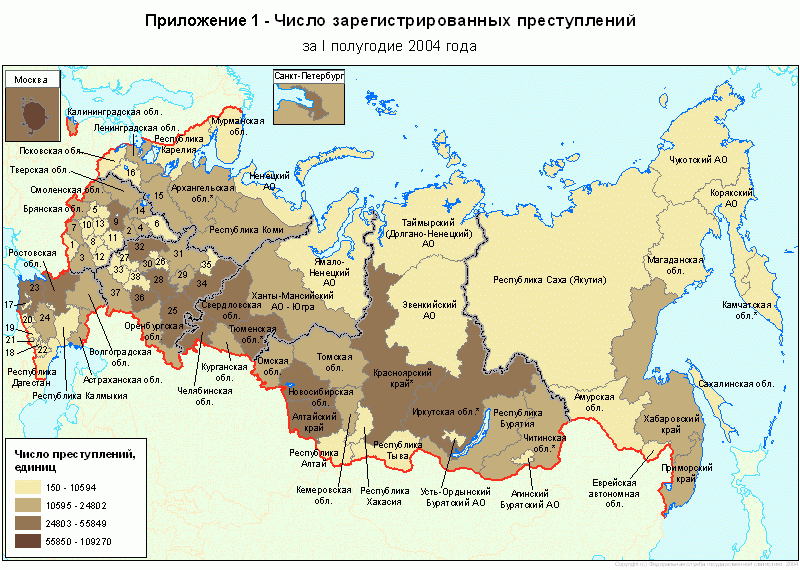 Приложение 1 - Число зарегистрированных преступлений
за I полугодие 2004 года
Москва
Санкт-Петербург
Калининградская обл.
Ленинградская обл.
Мурманская
обл.
Республика
Карелия
Псковская обл.
Тверская обл.
Смоленская обл.
Брянская обл.
Ненецкий
АО
Архангельская
обл.*
Республика Коми
Чукотский АО
Корякский
АО
Таймырский
(Долгано-Ненецкий)
АО
Ямало-
Ненецкий
АО
Магаданская
обл.
Республика Саха (Якутия)
Камчатская
обл.*
Эвенкийский
АО
Ханты-Мансийский
АО - Югра
Ростовская
обл.
Свердловская
обл.
Оренбургская
обл.
Тюменская
обл.*
Волгоградская
обл.
Астраханская обл.
Республика
Дагестан
Республика Калмыкия
Челябинская
обл.
Курганская
обл.
Омская
обл.
Томская
обл.
Новосибирская
обл.
Алтайский
край
Республика
Алтай
Кемеровская
обл.
Республика
Хакасия
Республика
Тыва
Красноярский
край*
Иркутская обл.*
Усть-Ордынский
Бурятский АО
Республика
Бурятия
Читинская
обл.*
Агинский
Бурятский АО
Амурская
обл.
Еврейская
автономная
обл.
Хабаровский
край
Приморский
край
Сахалинская обл.
16
15
14
5
9
7
10
13
2
4
6
1
8
11
3
12
32
31
30
26
27
28
35
33
38
29
34
37
36
25
23
17
20
24
19
21
18
22
Число преступлений,
единиц
150 - 10594
10595 - 24802
24803 - 55849
55850 - 109270
Copyright (c) Федеральная служба государственной статистики, 2004